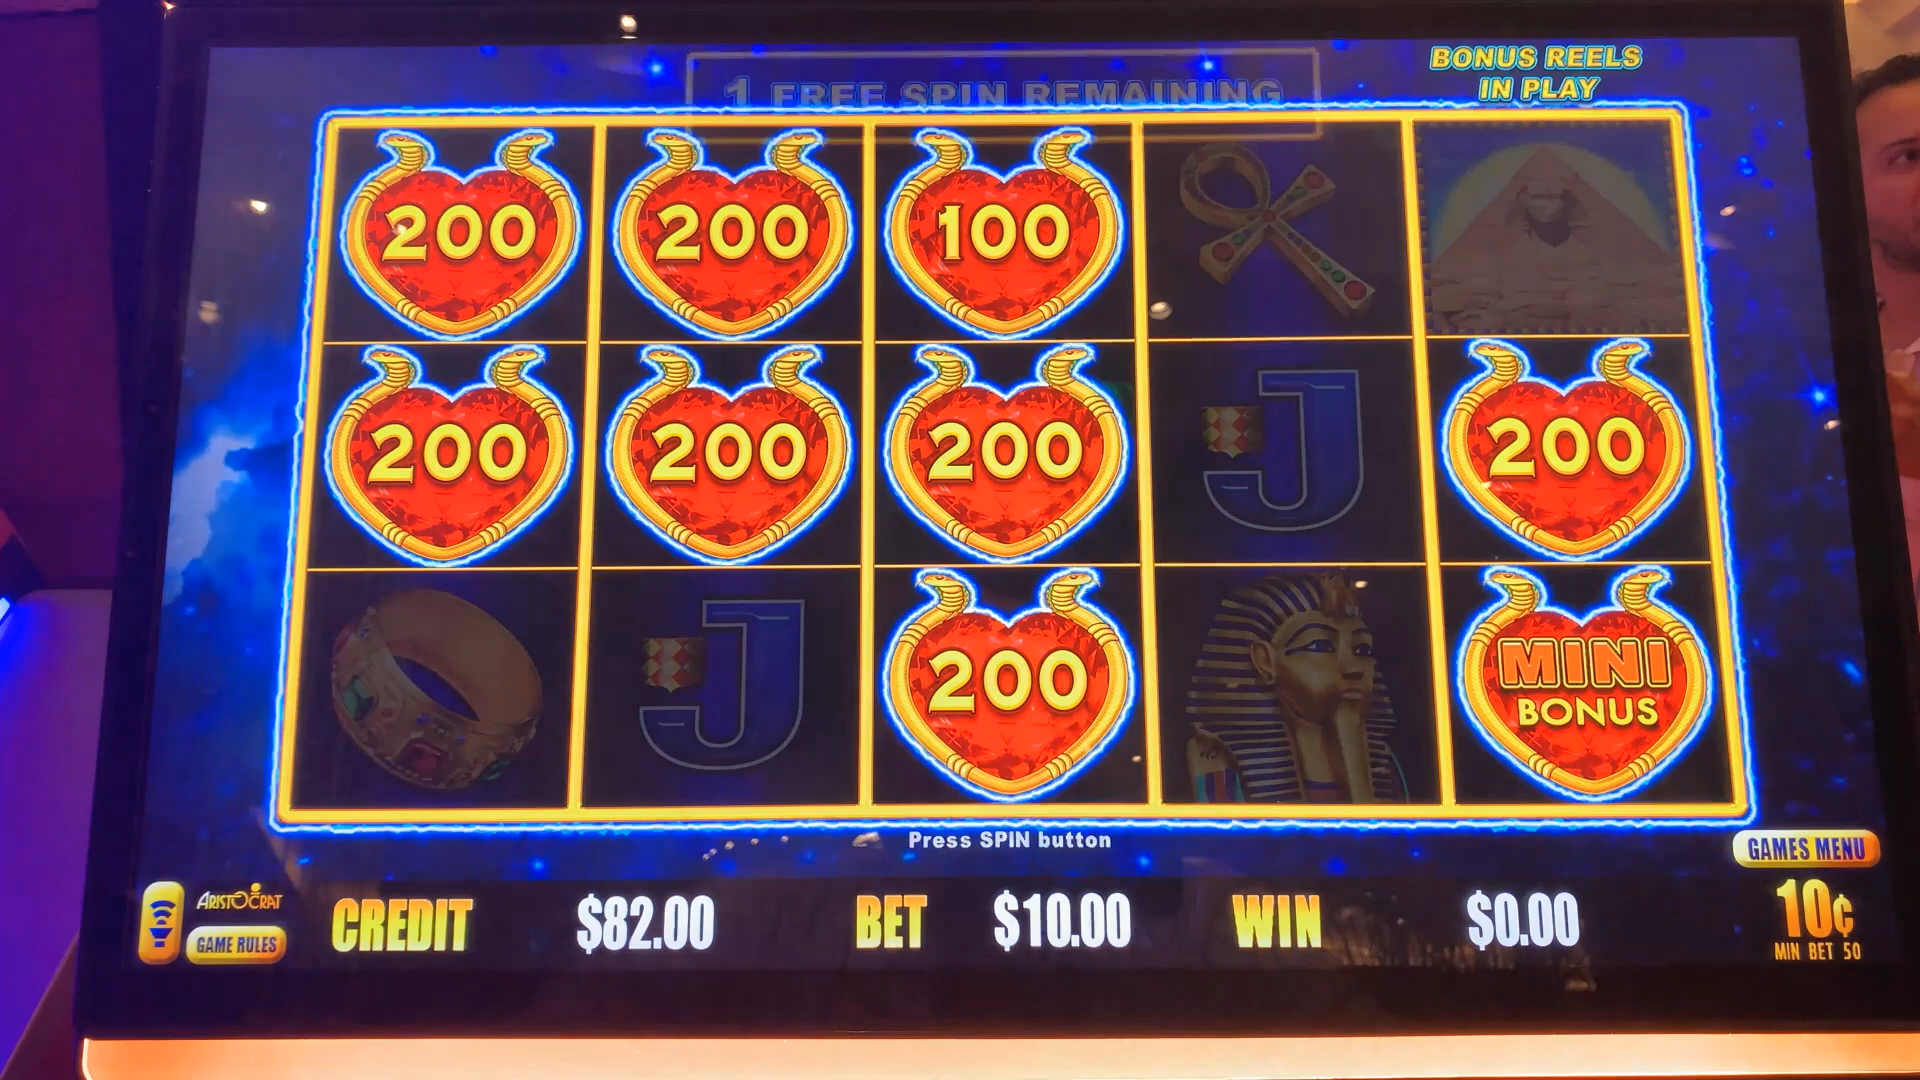 1 FREE SPIN REMAINING
BONUS REELS
IN PLAY
200
200
100
200
200
200
J
200
J
200
MINI
BONUS
Press SPIN button
GAMES MENU
ARISTOCRAT
GAME RULES
CREDIT
$82.00
BET
$10.00
WIN
$0.00
10¢
MIN BET 50